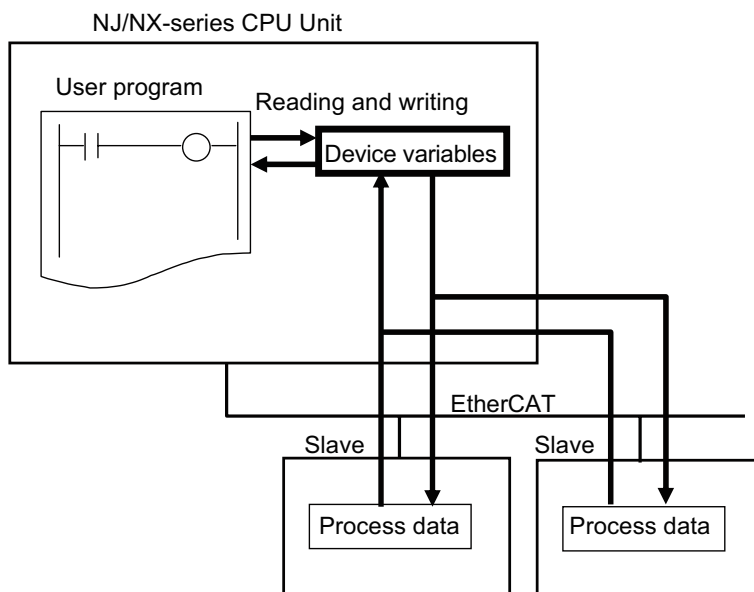 NJ/NX-series CPU Unit
User program
Reading and writing
Device variables
EtherCAT
Slave
Slave
Process data
Process data